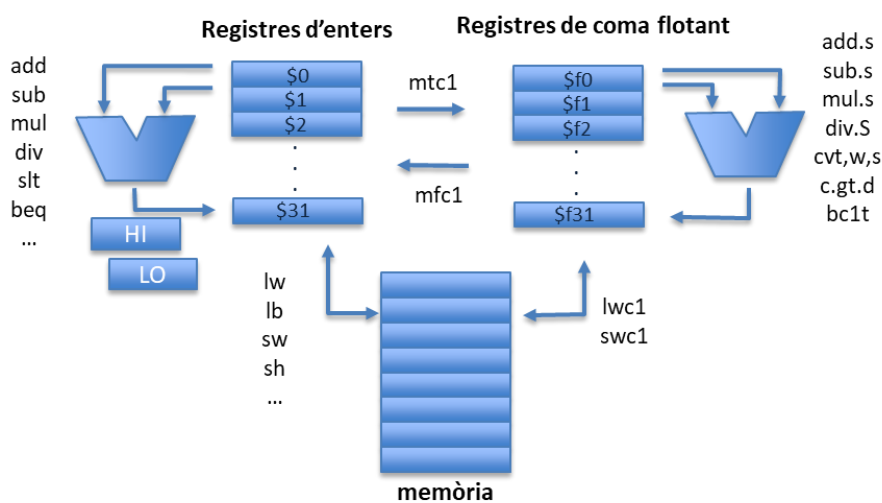 Registres d'enters
Registres de coma flotant
add
sub
mul
div
slt
beq
...
$0
$1
$2
.
.
.
$31
HI
LO
mtc1
mfc1
$f0
$f1
$f2
.
.
.
$f31
add.s
sub.s
mul.s
div.S
cvt,w,s
c.gt.d
bc1t
lw
lb
sw
sh
...
lwc1
swc1
memòria